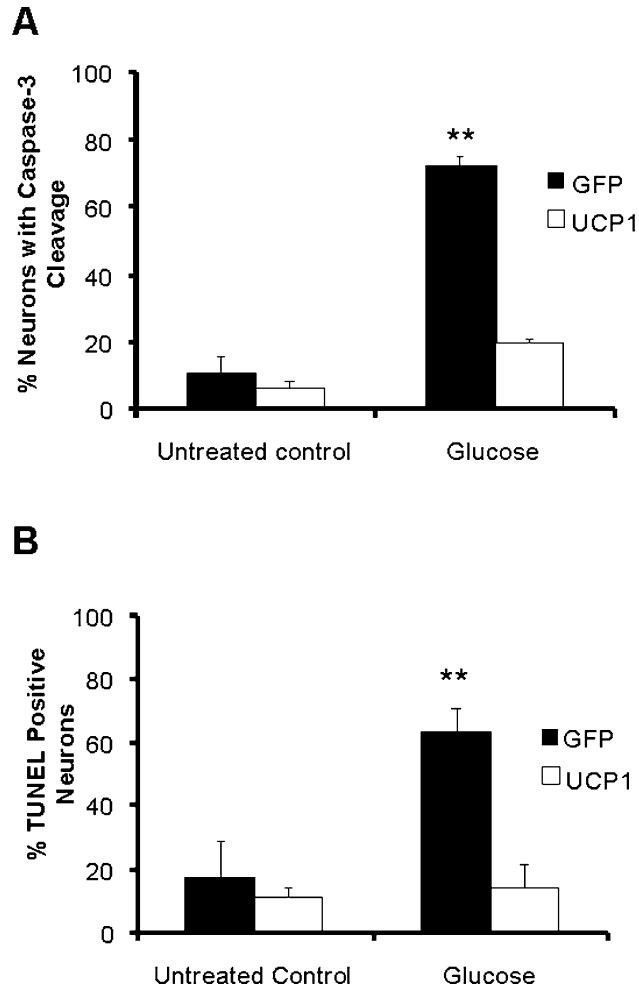 A
% Neurons with Caspase-3
Cleavage
100
80
60
40
20
0
**
GFP
UCP1
Untreated control
Glucose
B
% TUNEL Positive
Neurons
100
80
60
40
20
0
**
GFP
UCP1
Untreated Control
Glucose